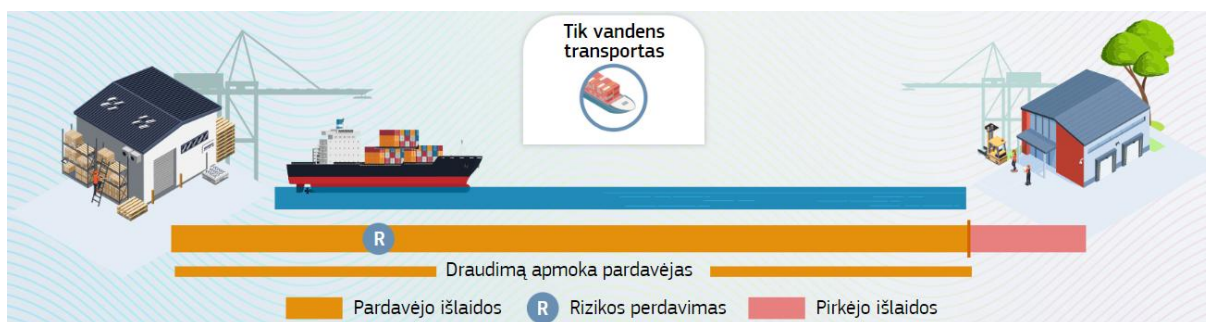 Tik vandens
transportas
R
Draudimą apmoka pardavėjas
Pardavėjo išlaidos
R
Rizikos perdavimas
Pirkėjo išlaidos